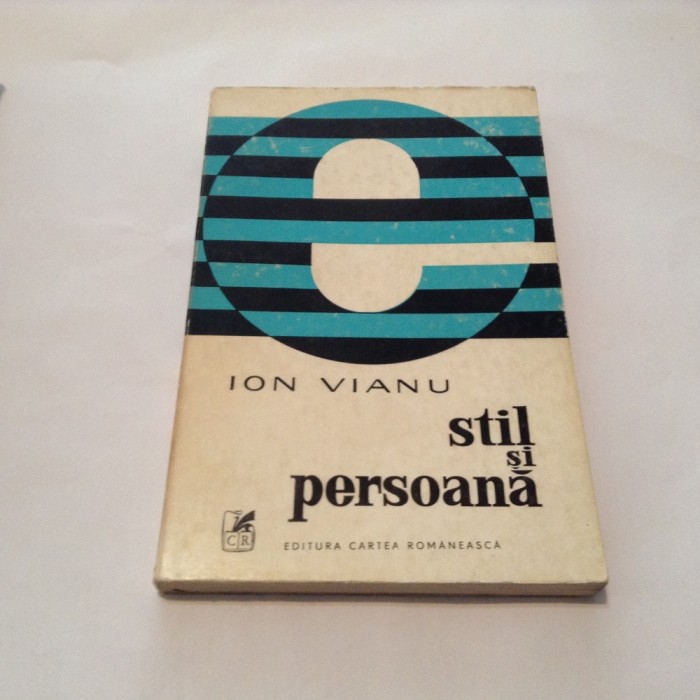 e
ION VIANU
stil
și
persoană
CR
EDITURA CARTEA ROMÂNEASCĂ